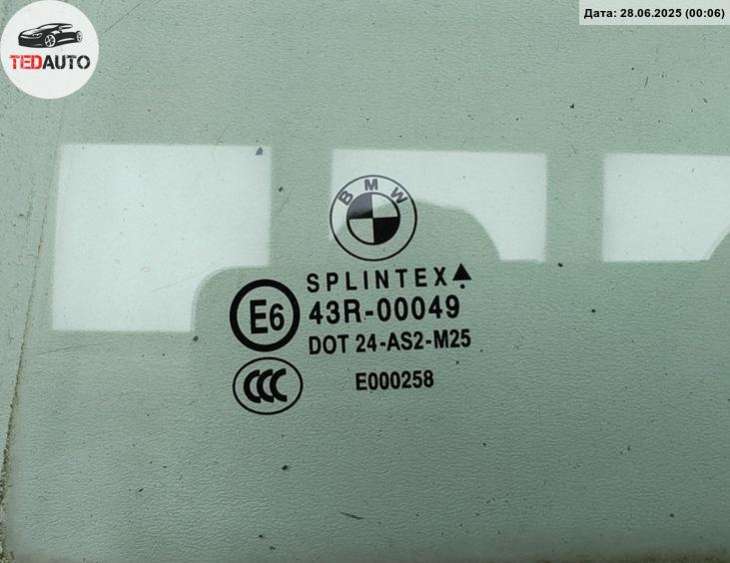 Дата: 28.06.2025 (00:06)
TEDAUTO
BMW
SPLINTEX
E6 43R-00049
DOT 24-AS2-M25
CCC E000258